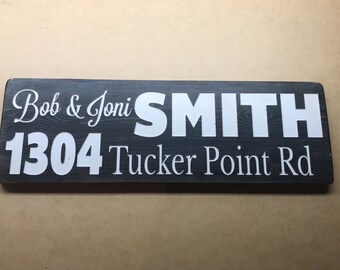 Bob & Joni SMITH
1304 Tucker Point Rd